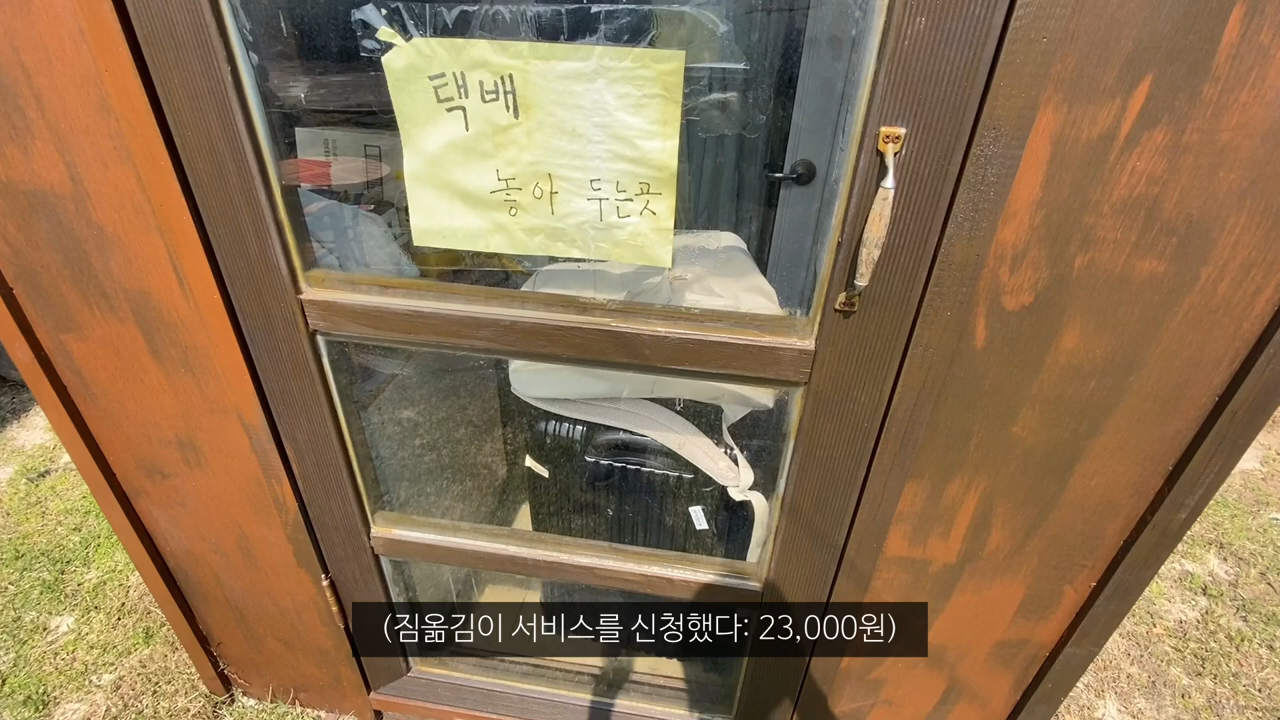 택배
놓아 두는곳
(짐옮김이 서비스를 신청했다: 23,000원)